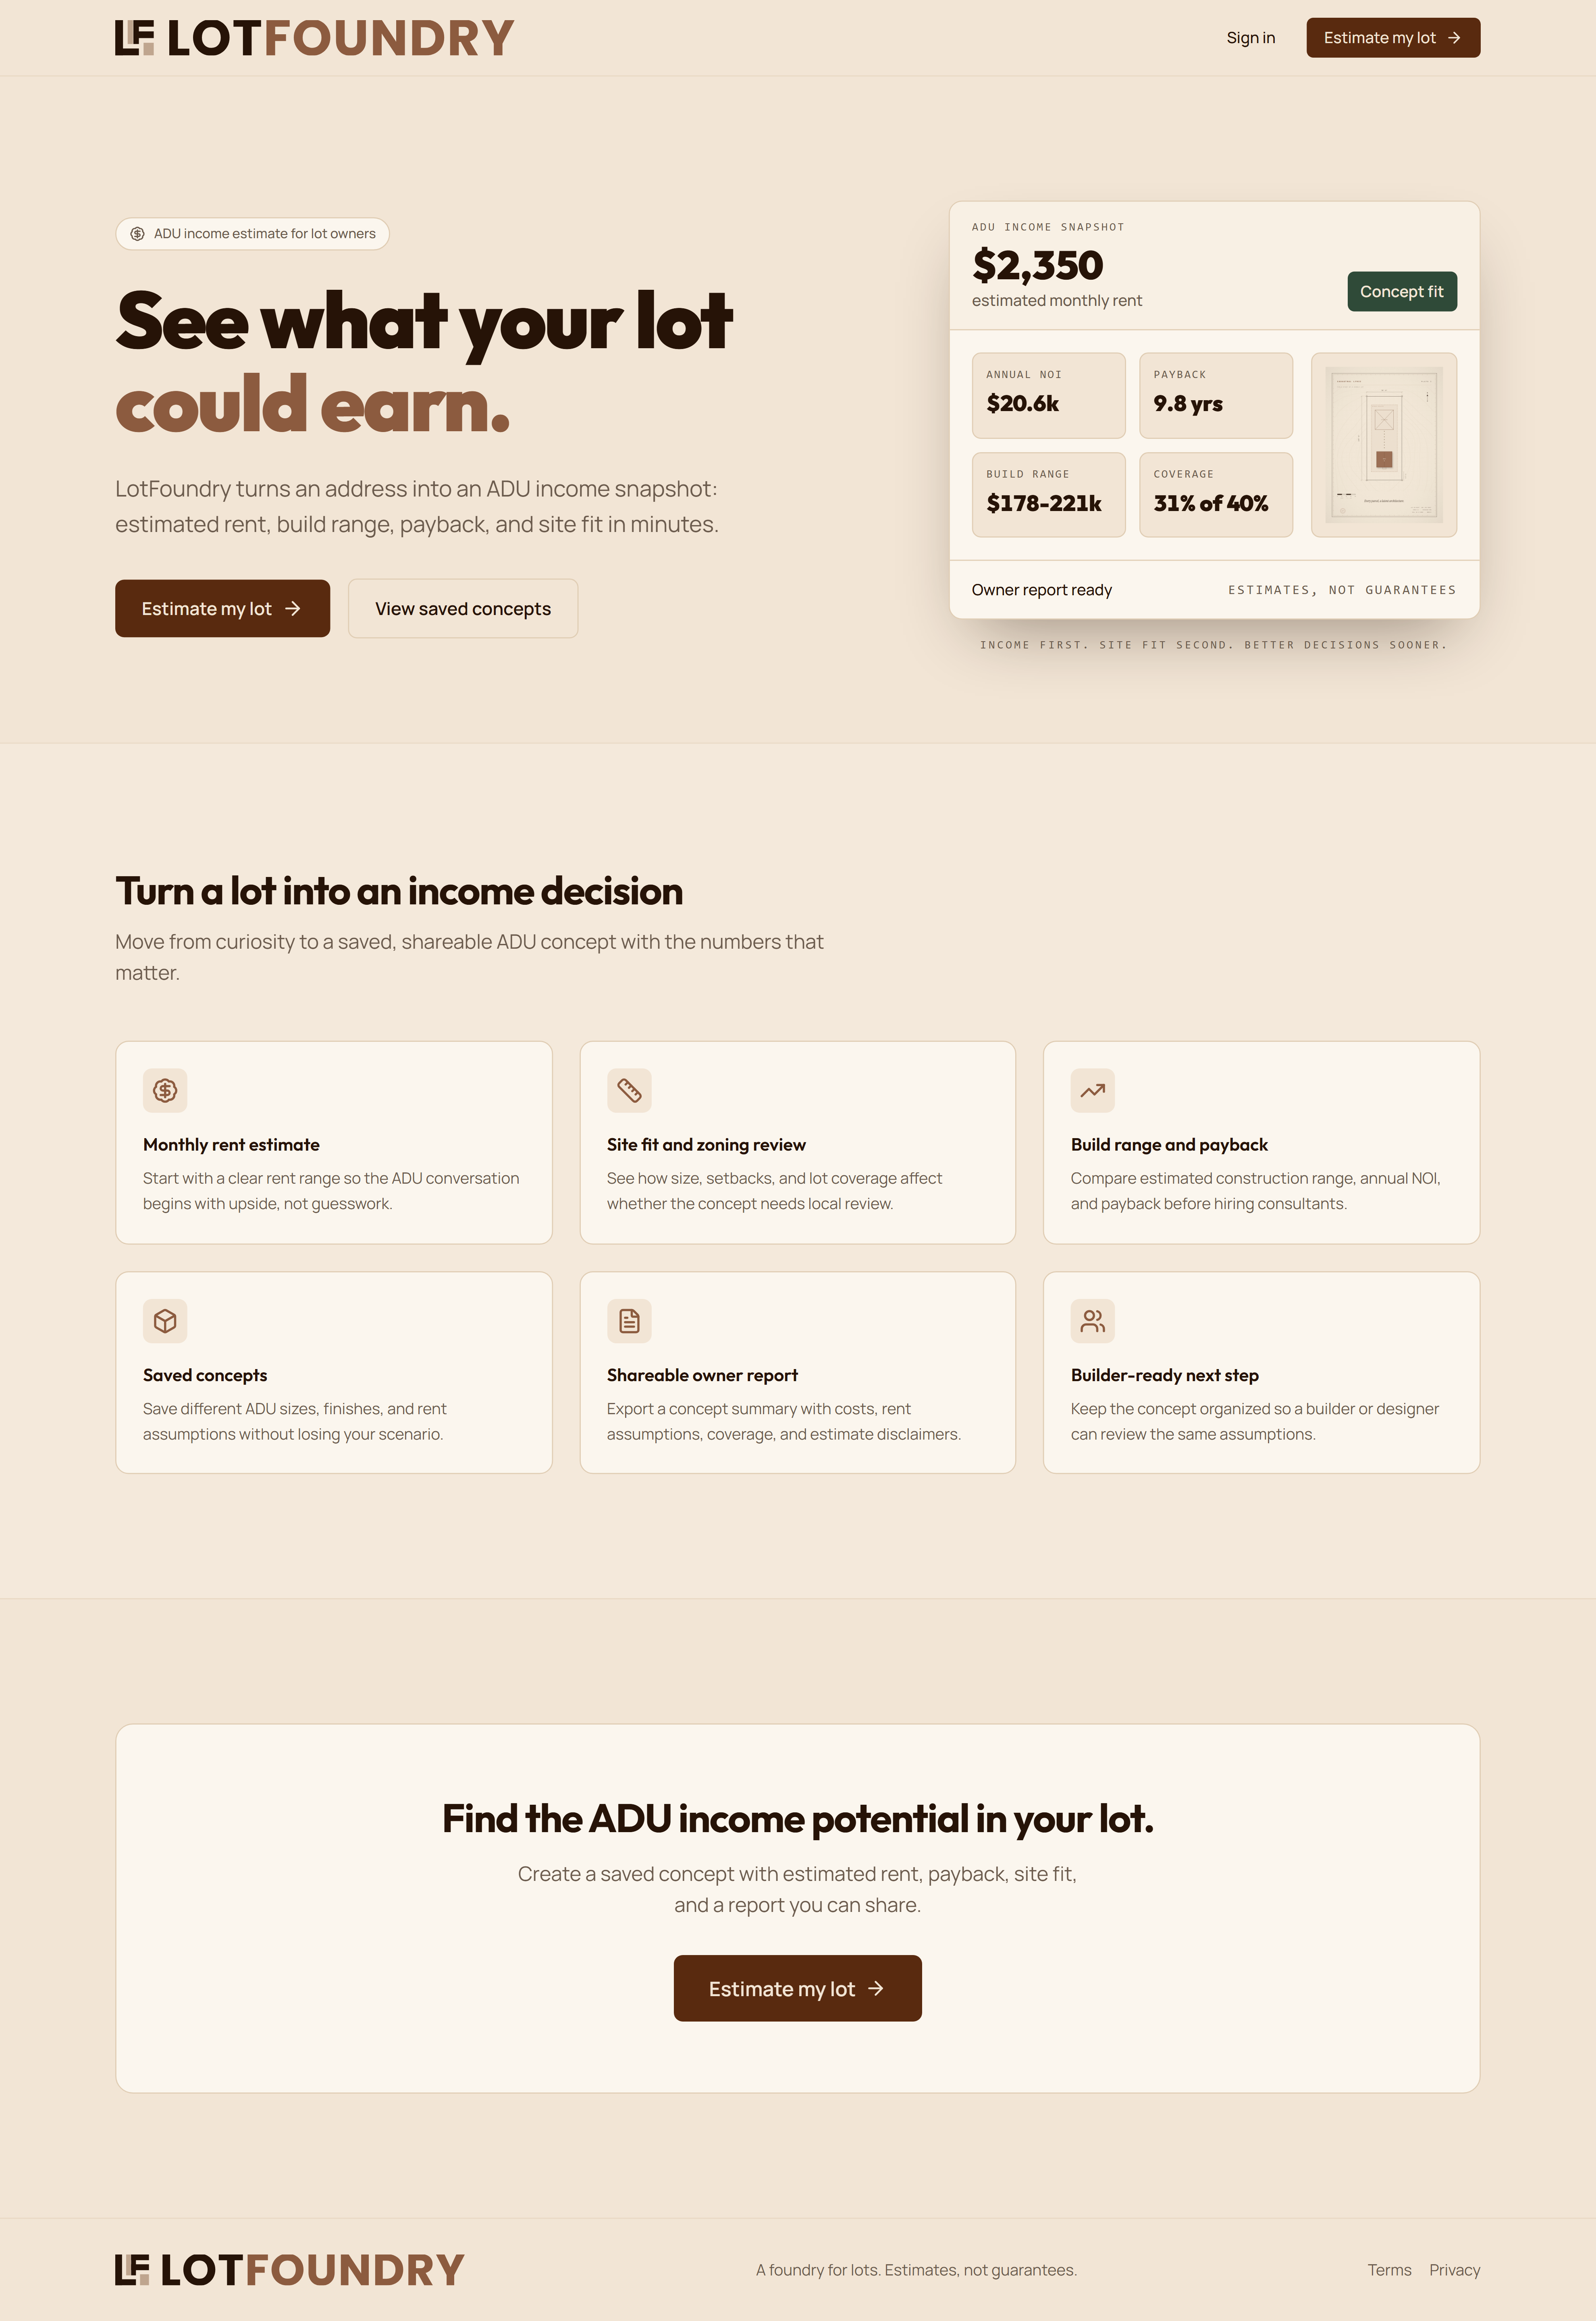 LOTFOUNDRY
Sign in
Estimate my lot
ADU income estimate for lot owners
See what your lot
could earn.
LotFoundry turns an address into an ADU income snapshot:
estimated rent, build range, payback, and site fit in minutes.
Estimate my lot
View saved concepts
ADU INCOME SNAPSHOT
$2,350
estimated monthly rent
Concept fit
ANNUAL NOI
$20.6k
PAYBACK
9.8 yrs
BUILD RANGE
$178-221k
COVERAGE
31% of 40%
Owner report ready
ESTIMATES, NOT GUARANTEES
INCOME FIRST. SITE FIT SECOND. BETTER DECISIONS SOONER.
Turn a lot into an income decision
Move from curiosity to a saved, shareable ADU concept with the numbers that
matter.
Monthly rent estimate
Start with a clear rent range so the ADU conversation
begins with upside, not guesswork.
Site fit and zoning review
See how size, setbacks, and lot coverage affect
whether the concept needs local review.
Build range and payback
Compare estimated construction range, annual NOI,
and payback before hiring consultants.
Saved concepts
Save different ADU sizes, finishes, and rent
assumptions without losing your scenario.
Shareable owner report
Export a concept summary with costs, rent
assumptions, coverage, and estimate disclaimers.
Builder-ready next step
Keep the concept organized so a builder or designer
can review the same assumptions.
Find the ADU income potential in your lot.
Create a saved concept with estimated rent, payback, site fit,
and a report you can share.
Estimate my lot
LOTFOUNDRY
A foundry for lots. Estimates, not guarantees.
Terms
Privacy